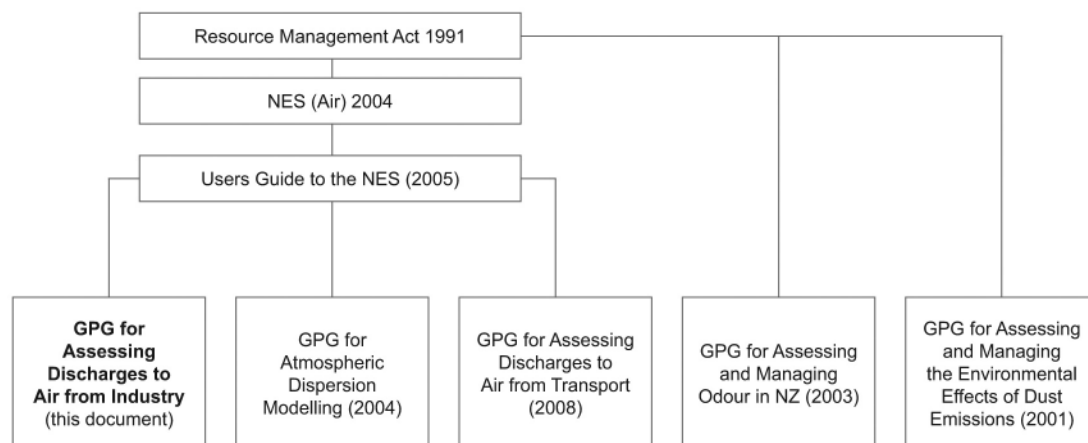 Resource Management Act 1991
NES (Air) 2004
Users Guide to the NES (2005)
GPG for
Assessing
Discharges to
Air from Industry
(this document)
GPG for
Atmospheric
Dispersion
Modelling (2004)
GPG for Assessing
Discharges to
Air from Transport
(2008)
GPG for Assessing
and Managing
Odour in NZ (2003)
GPG for Assessing
and Managing
the Environmental
Effects of Dust
Emissions (2001)